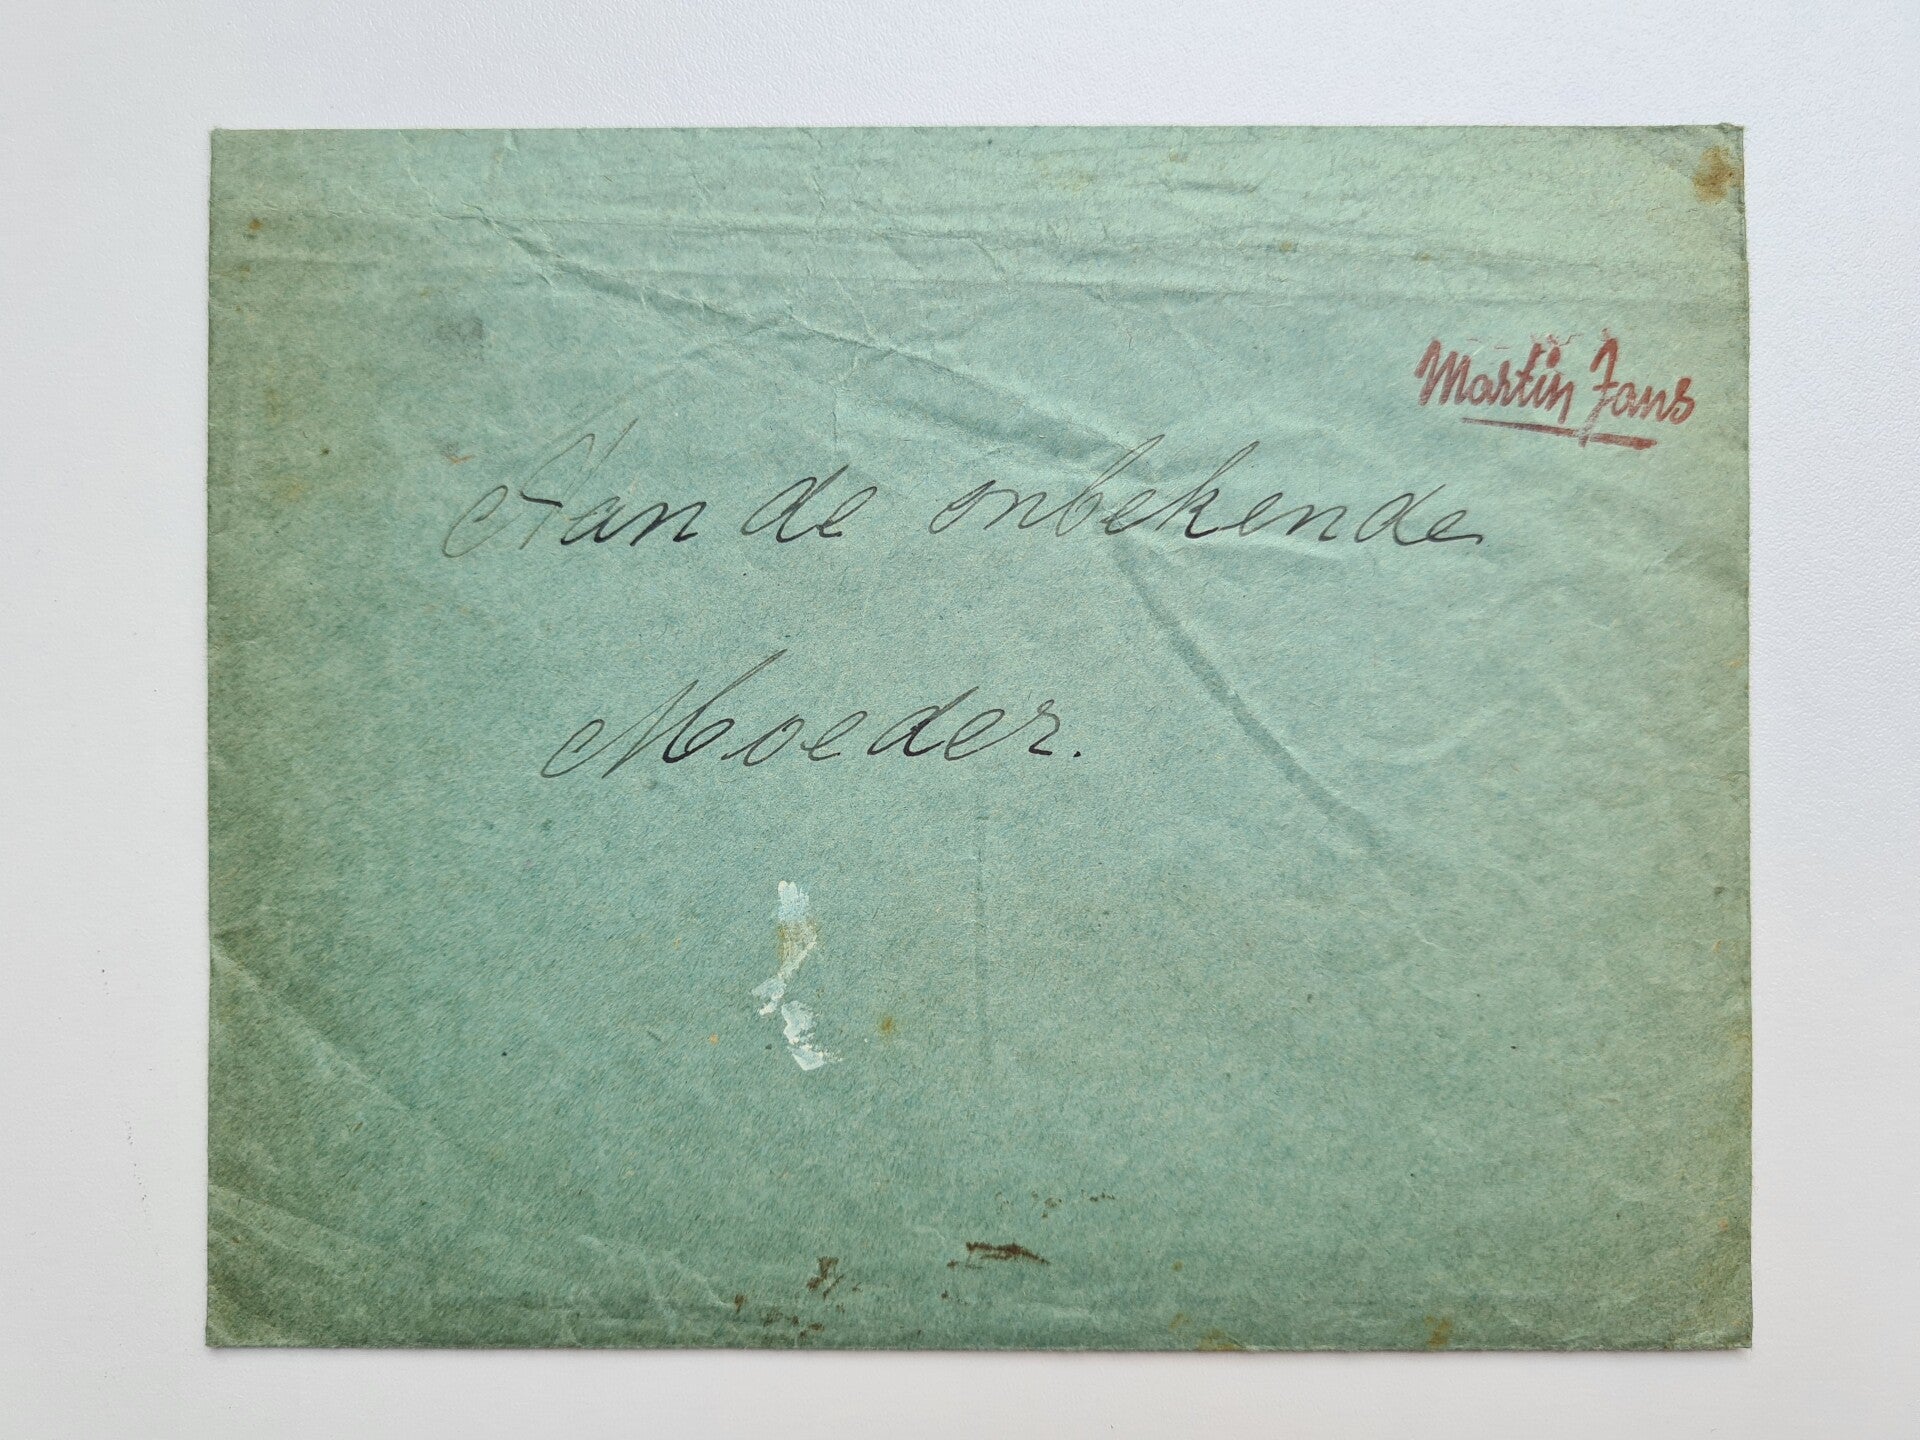 Martin Jans
Aan de onbekende
Moeder.